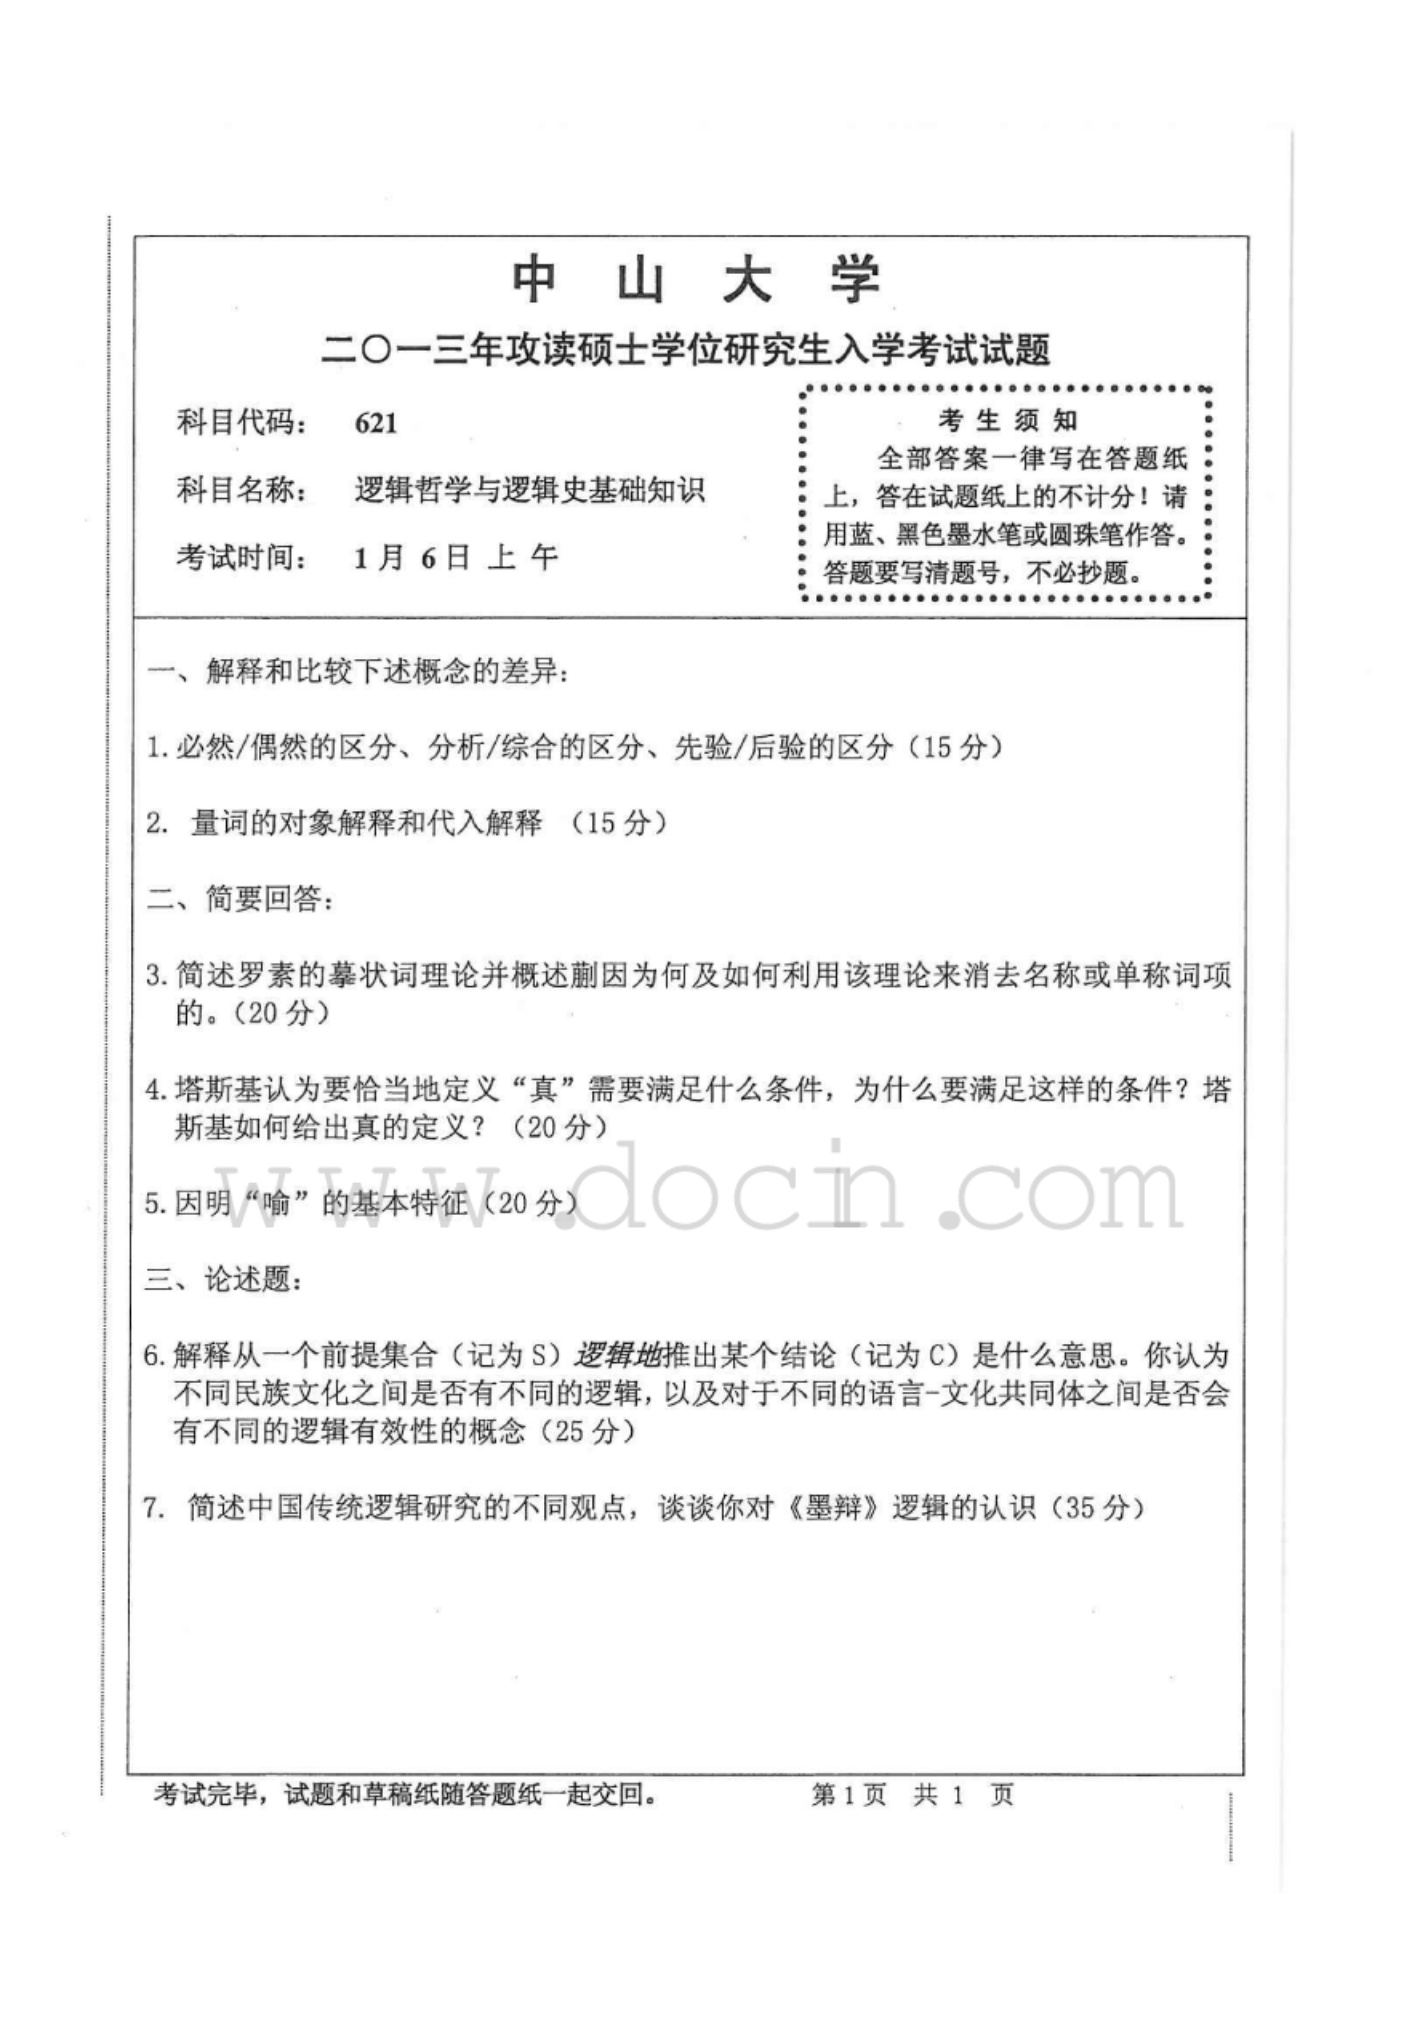 中 山 大 学
二〇一三年攻读硕士学位研究生入学考试试题
科目代码： 621
科目名称： 逻辑哲学与逻辑史基础知识
考试时间： 1 月 6 日 上 午
考 生 须 知
全部答案一律写在答题纸
上，答在试题纸上的不计分！请
用蓝、黑色墨水笔或圆珠笔作答。
答题要写清题号，不必抄题。
一、解释和比较下述概念的差异：
1. 必然/偶然的区分、分析/综合的区分、先验/后验的区分（15 分）
2. 量词的对象解释和代入解释 （15 分）
二、简要回答：
3. 简述罗素的摹状词理论并概述蒯因为何及如何利用该理论来消去名称或单称词项
的。（20 分）
4. 塔斯基认为要恰当地定义“真”需要满足什么条件，为什么要满足这样的条件？塔
斯基如何给出真的定义？（20 分）
www.docin.com
5. 因明“喻”的基本特征（20 分）
三、论述题：
6. 解释从一个前提集合（记为 S）逻辑地推出某个结论（记为 C）是什么意思。你认为
不同民族文化之间是否有不同的逻辑，以及对于不同的语言-文化共同体之间是否会
有不同的逻辑有效性的概念（25 分）
7. 简述中国传统逻辑研究的不同观点，谈谈你对《墨辩》逻辑的认识（35 分）
考试完毕，试题和草稿纸随答题纸一起交回。 第 1 页 共 1 页